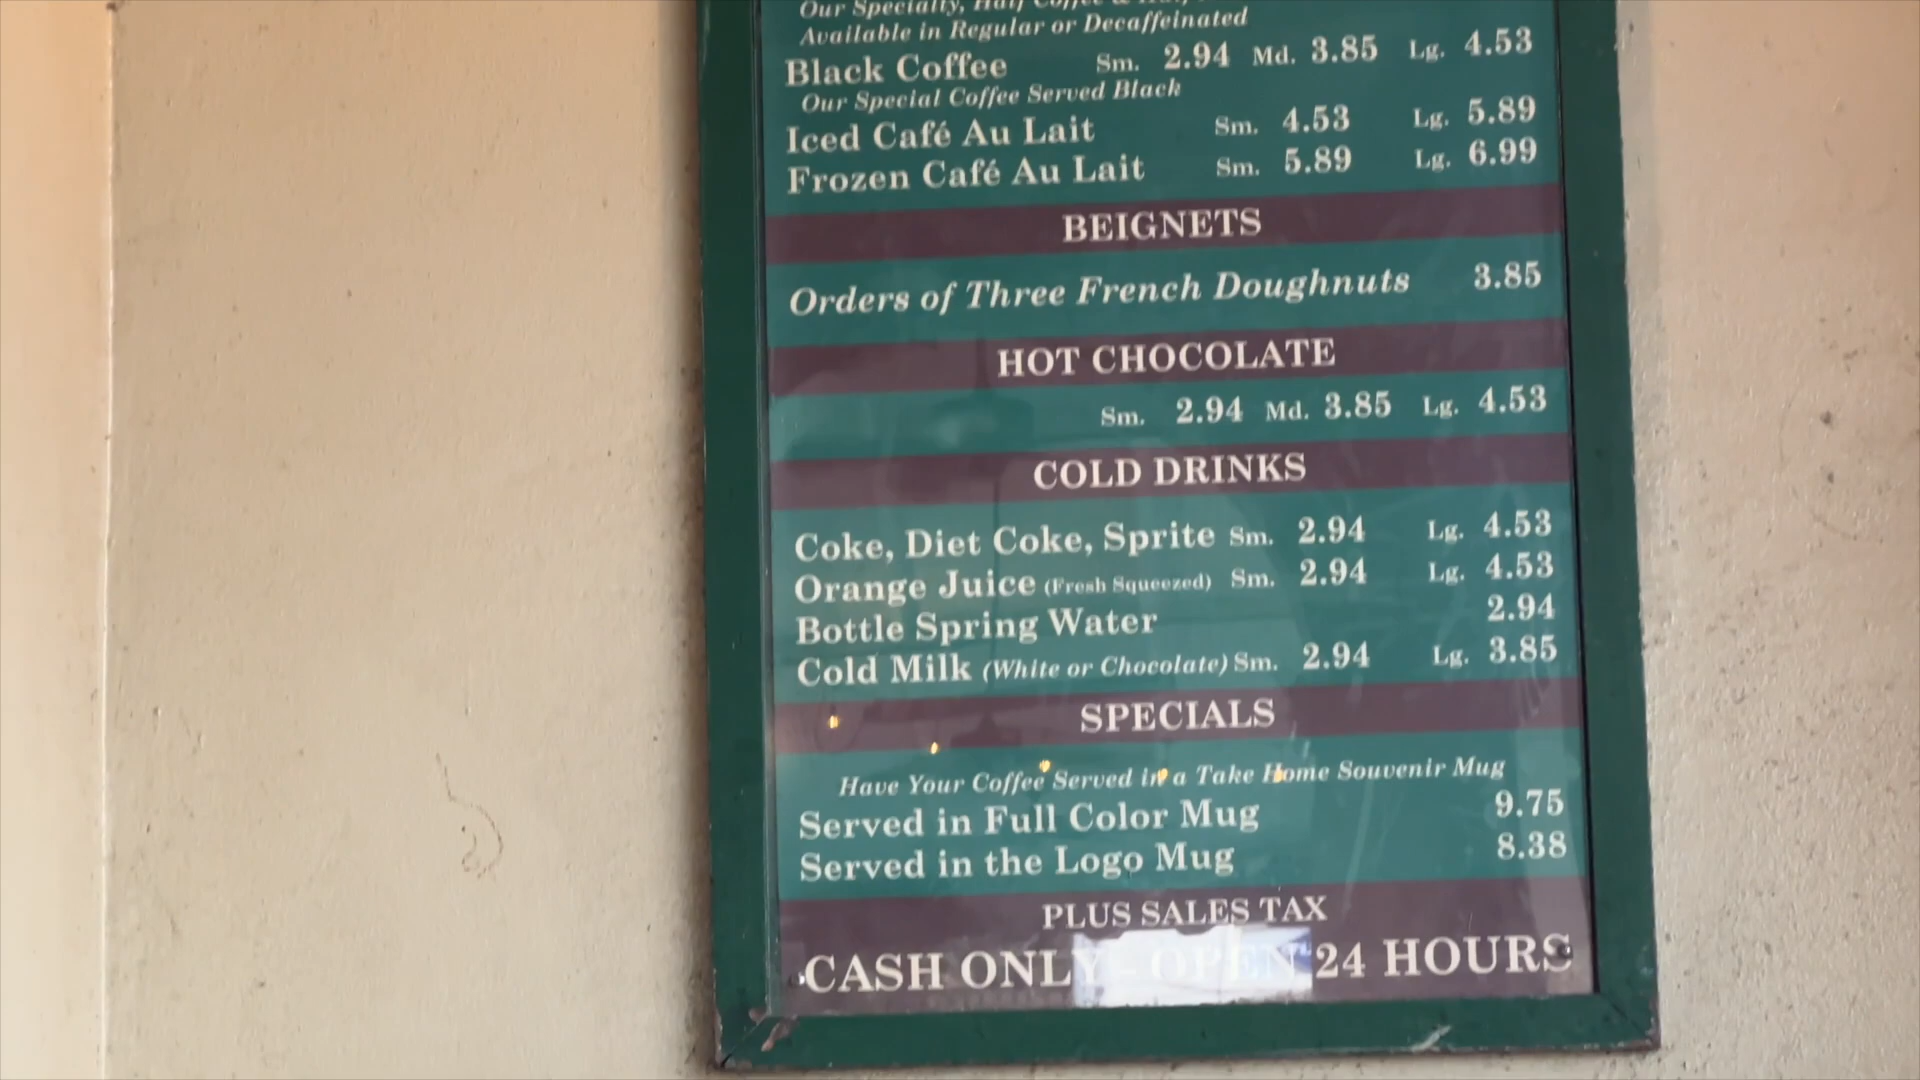 Our Specialty, Half Coffee &
Available in Regular or Decaffeinated
Black Coffee Sm. 2.94 Md. 3.85 Lg. 4.53
Our Special Coffee Served Black
Iced Café Au Lait Sm. 4.53 Lg. 5.89
Frozen Café Au Lait Sm. 5.89 Lg. 6.99
BEIGNETS
Orders of Three French Doughnuts 3.85
HOT CHOCOLATE
Sm. 2.94 Md. 3.85 Lg. 4.53
COLD DRINKS
Coke, Diet Coke, Sprite Sm. 2.94 Lg. 4.53
Orange Juice (Fresh Squeezed) Sm. 2.94 Lg. 4.53
Bottle Spring Water 2.94
Cold Milk (White or Chocolate) Sm. 2.94 Lg. 3.85
SPECIALS
Have Your Coffee Served in a Take Home Souvenir Mug
Served in Full Color Mug 9.75
Served in the Logo Mug 8.38
PLUS SALES TAX
CASH ONLY - OPEN 24 HOURS